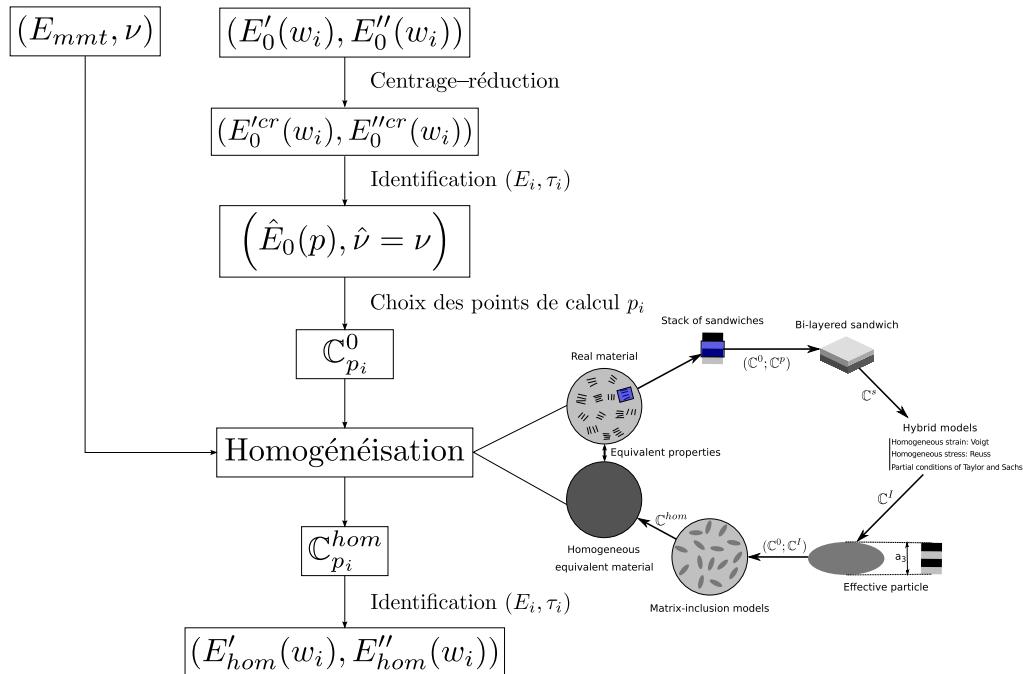 (E_{mmt}, ν)
(E′_0(w_i), E″_0(w_i))
Centrage–réduction
(E′^{cr}_0(w_i), E″^{cr}_0(w_i))
Identification (E_i, τ_i)
(Ê_0(p), ν̂ = ν)
Choix des points de calcul p_i
ℂ^0_{p_i}
Homogénéisation
ℂ^{hom}_{p_i}
Identification (E_i, τ_i)
(E′_{hom}(w_i), E″_{hom}(w_i))
Real material
Stack of sandwiches
(ℂ^0; ℂ^p)
Bi-layered sandwich
ℂ^s
Hybrid models
Homogeneous strain: Voigt
Homogeneous stress: Reuss
Partial conditions of Taylor and Sachs
ℂ^I
a_3
Effective particle
(ℂ^0; ℂ^I)
Matrix-inclusion models
ℂ^{hom}
Equivalent properties
Homogeneous
equivalent material